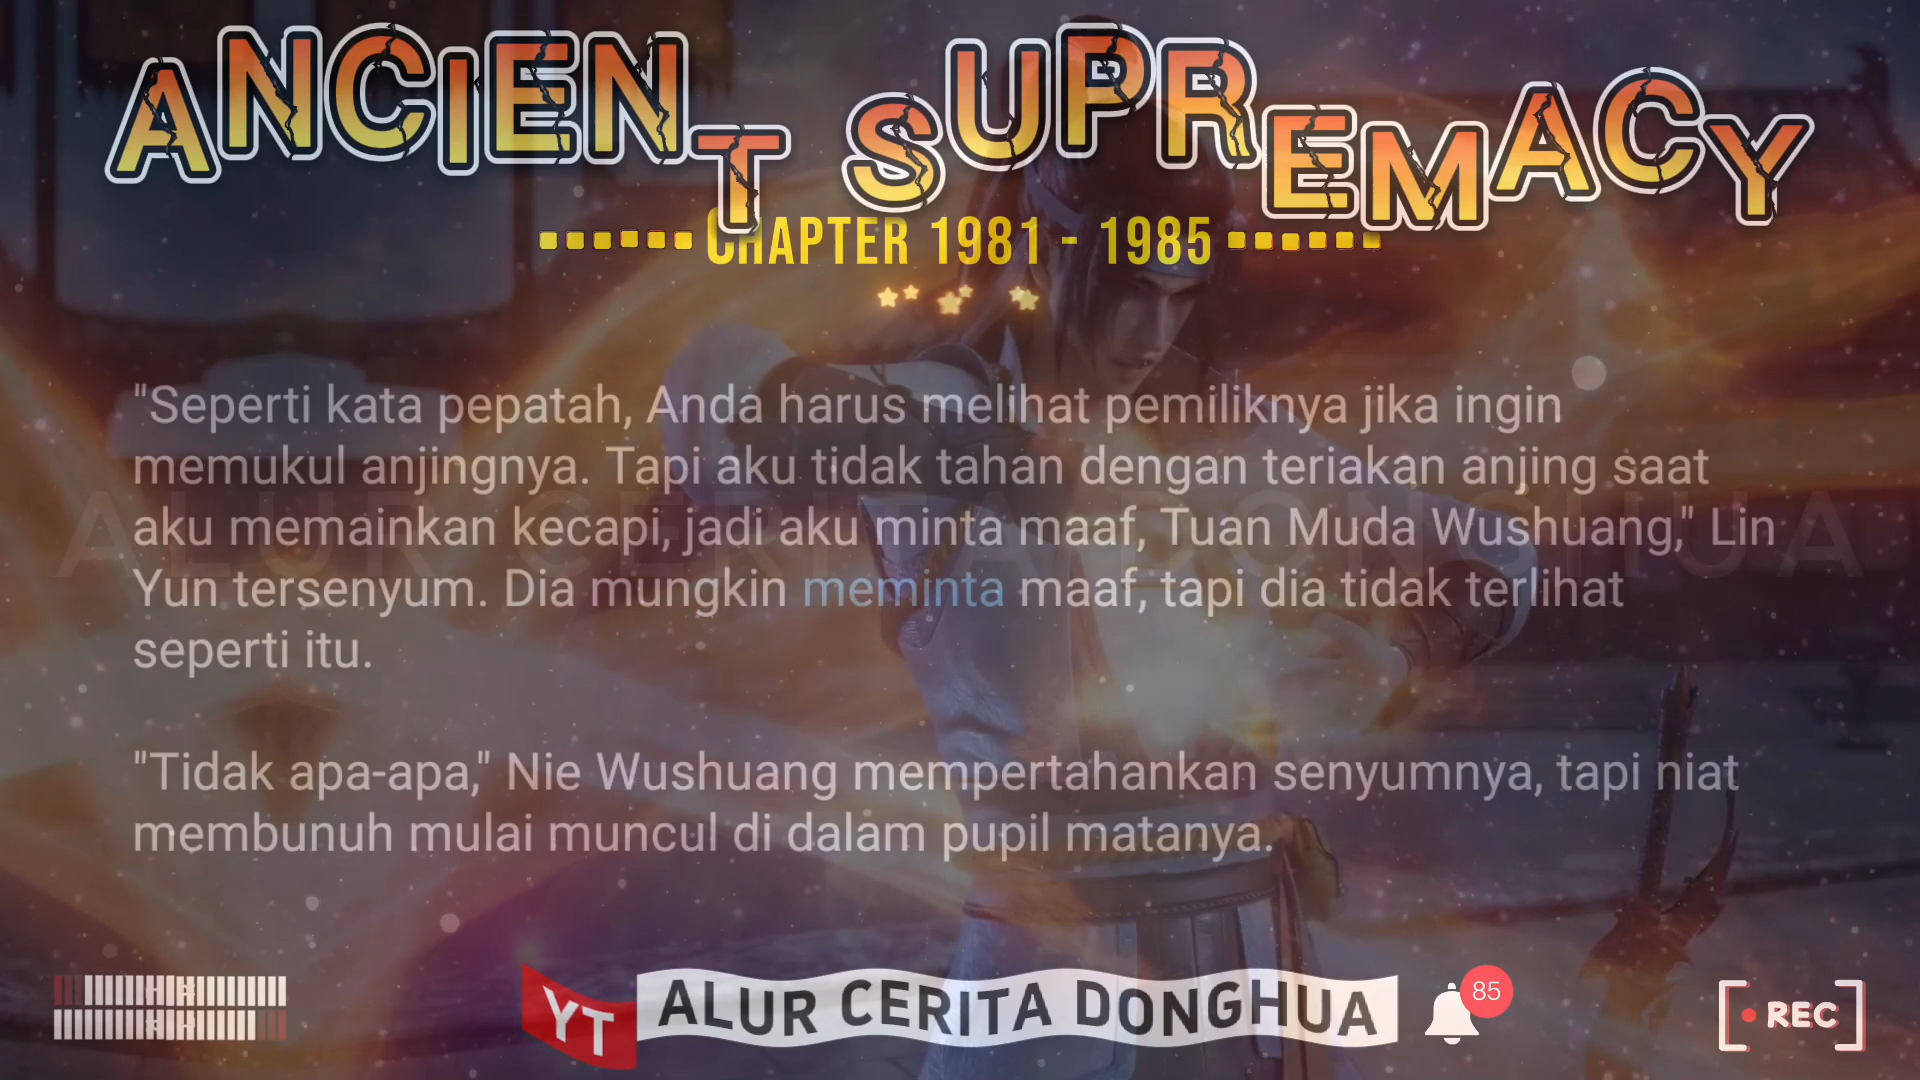 ANCIENT SUPREMACY
CHAPTER 1981 - 1985
"Seperti kata pepatah, Anda harus melihat pemiliknya jika ingin
memukul anjingnya. Tapi aku tidak tahan dengan teriakan anjing saat
aku memainkan kecapi, jadi aku minta maaf, Tuan Muda Wushuang," Lin
Yun tersenyum. Dia mungkin meminta maaf, tapi dia tidak terlihat
seperti itu.
"Tidak apa-apa," Nie Wushuang mempertahankan senyumnya, tapi niat
membunuh mulai muncul di dalam pupil matanya.
ALUR CERITA DONGHUA
YT ALUR CERITA DONGHUA 85
REC